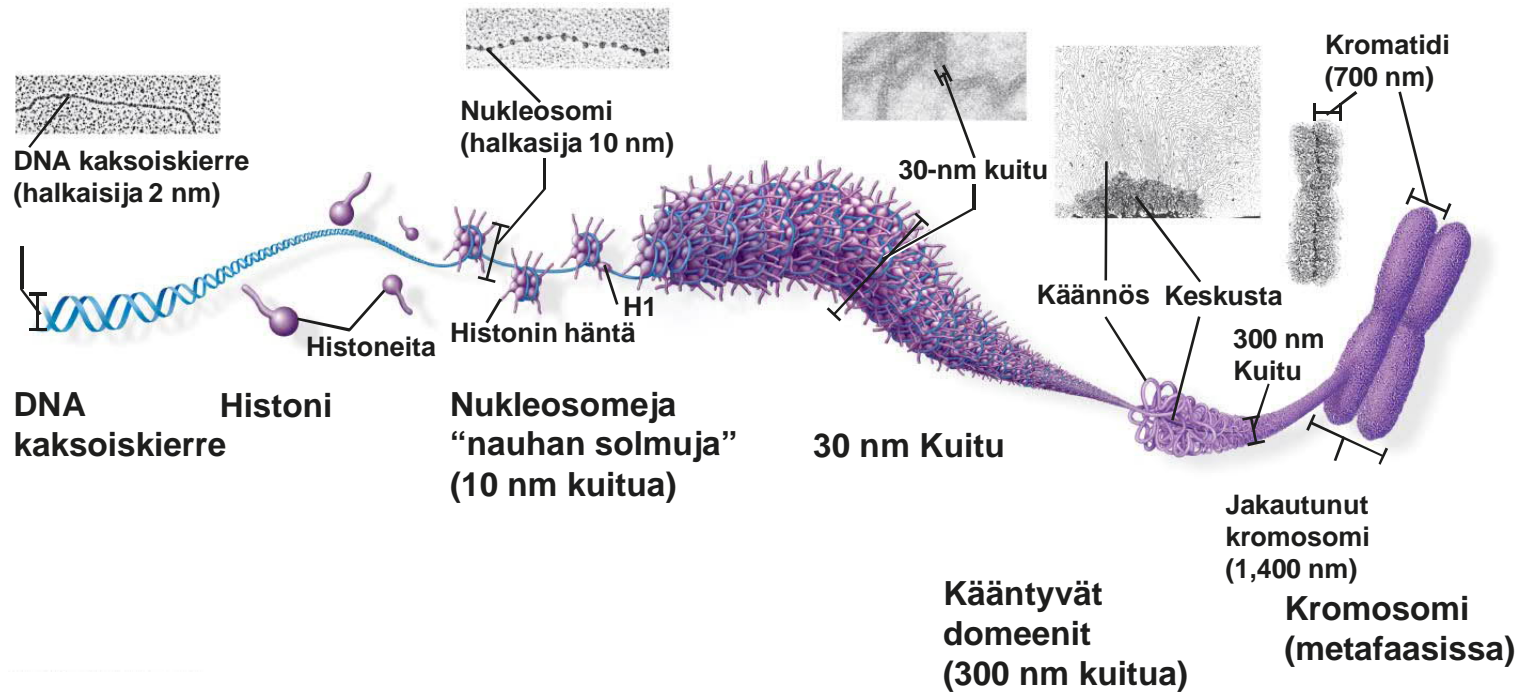 DNA kaksoiskierre
(halkaisija 2 nm)
Nukleosomi
(halkasija 10 nm)
30-nm kuitu
Kromatidi
(700 nm)
Histoneita
Histonin häntä
H1
Käännös
Keskusta
300 nm
Kuitu
DNA
kaksoiskierre
Histoni
Nukleosomeja
“nauhan solmuja”
(10 nm kuitua)
30 nm Kuitu
Jakautunut
kromosomi
(1,400 nm)
Kääntyvät
domeenit
(300 nm kuitua)
Kromosomi
(metafaasissa)